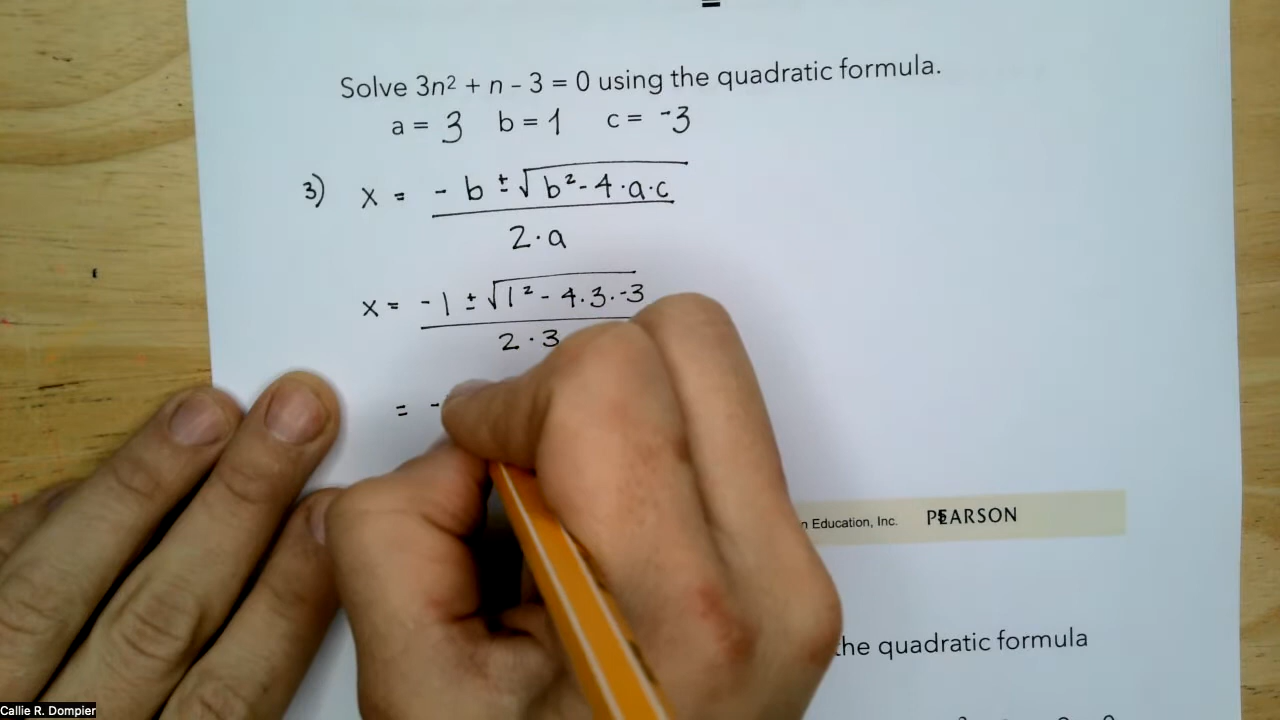 Solve 3n² + n - 3 = 0 using the quadratic formula.
a = 3 b = 1 c = -3
3) x = - b ± √b² - 4·a·c
2·a
x = -1 ± √1² - 4·3·-3
2·3
= -
Education, Inc. PEARSON
the quadratic formula
Callie R. Dompier